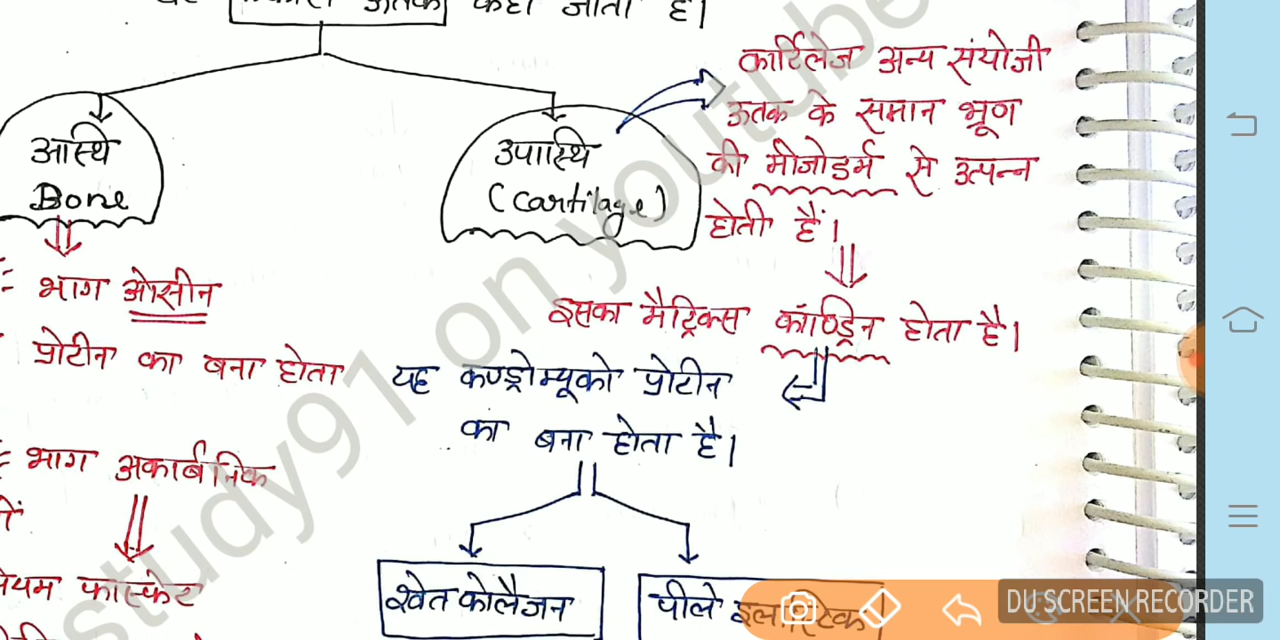 कहा जाता है।
कार्टिलेज अन्य संयोजी
ऊतक के समान भ्रूण
की मीजोडर्म से उत्पन्न
होती हैं।
आस्थि
Bone
उपास्थि
(Cartilage)
भाग ओसीन
प्रोटीन का बना होता
इसका मैट्रिक्स कॉण्ड्रिन होता है।
यह कण्ड्रोम्यूको प्रोटीन
का बना होता है।
भाग अकार्बनिक
फास्फेट
श्वेत कोलैजन
पीले इलास्टिक
study91 on youtube
DU SCREEN RECORDER